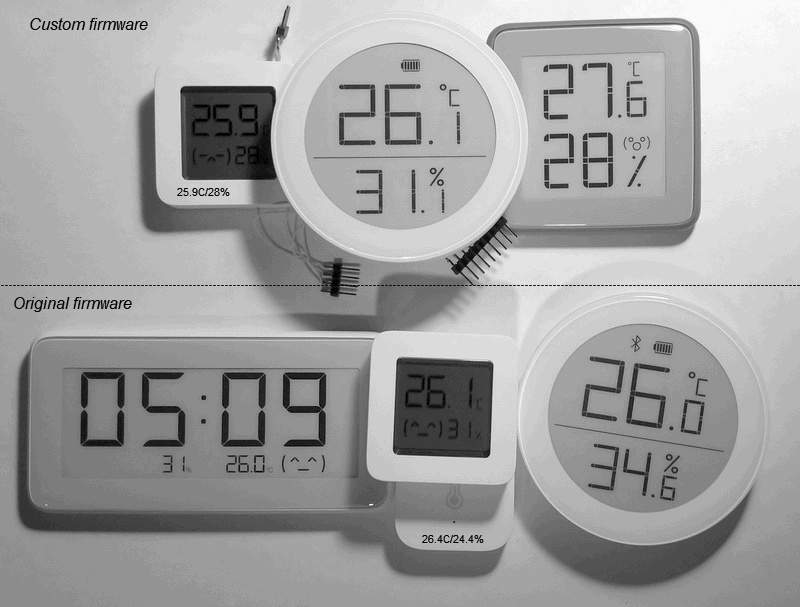 Custom firmware
25.9
(-^-) 28
25.9C/28%
26.1 °C
31.1 %
27.6 °C
28 %
Original firmware
05:09
31 26.0 (^_^)
26.1
(^_^) 31
26.4C/24.4%
26.0 °C
34.6 %